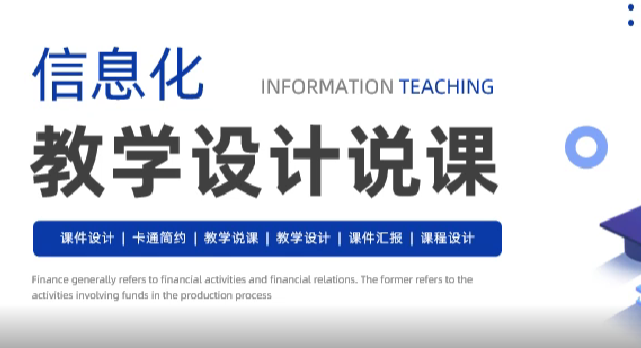 信息化
INFORMATION TEACHING
教学设计说课
课件设计 | 卡通简约 | 教学说课 | 教学设计 | 课件汇报 | 课程设计
Finance generally refers to financial activities and financial relations. The former refers to the
activities involving funds in the production process